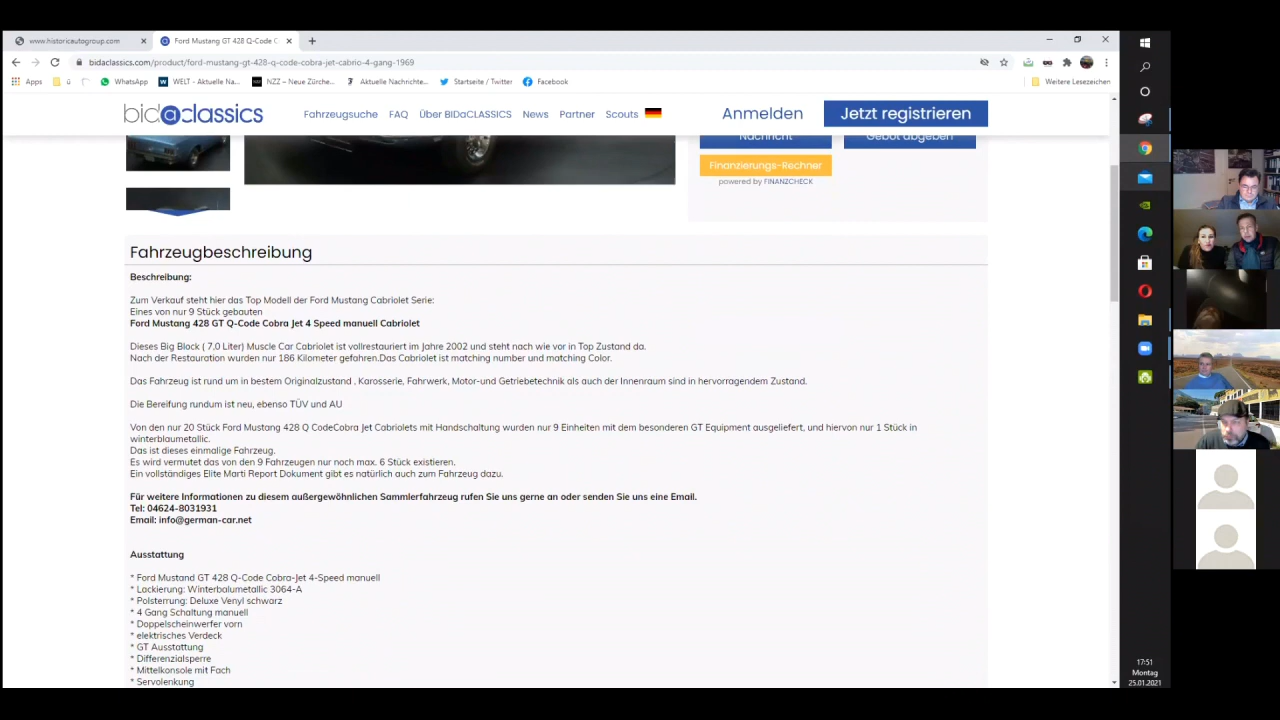 www.historicautogroup.com
Ford Mustang GT 428 Q-Code C
bidaclassics.com/product/ford-mustang-gt-428-q-code-cobra-jet-cabrio-4-gang-1969
Apps ü WhatsApp WELT - Aktuelle Na... NZZ – Neue Zürche... Aktuelle Nachrichte... Startseite / Twitter Facebook Weitere Lesezeichen
bidaclassics Fahrzeugsuche FAQ Über BIDaCLASSICS News Partner Scouts Anmelden Jetzt registrieren
Nachricht Gebot abgeben
Finanzierungs-Rechner
powered by FINANZCHECK
Fahrzeugbeschreibung
Beschreibung:
Zum Verkauf steht hier das Top Modell der Ford Mustang Cabriolet Serie:
Eines von nur 9 Stück gebauten
Ford Mustang 428 GT Q-Code Cobra Jet 4 Speed manuell Cabriolet
Dieses Big Block ( 7,0 Liter) Muscle Car Cabriolet ist vollrestauriert im Jahre 2002 und steht nach wie vor in Top Zustand da.
Nach der Restauration wurden nur 186 Kilometer gefahren.Das Cabriolet ist matching number und matching Color.
Das Fahrzeug ist rund um in bestem Originalzustand , Karosserie, Fahrwerk, Motor-und Getriebetechnik als auch der Innenraum sind in hervorragendem Zustand.
Die Bereifung rundum ist neu, ebenso TÜV und AU
Von den nur 20 Stück Ford Mustang 428 Q CodeCobra Jet Cabriolets mit Handschaltung wurden nur 9 Einheiten mit dem besonderen GT Equipment ausgeliefert, und hiervon nur 1 Stück in
winterblaumetallic.
Das ist dieses einmalige Fahrzeug.
Es wird vermutet das von den 9 Fahrzeugen nur noch max. 6 Stück existieren.
Ein vollständiges Elite Marti Report Dokument gibt es natürlich auch zum Fahrzeug dazu.
Für weitere Informationen zu diesem außergewöhnlichen Sammlerfahrzeug rufen Sie uns gerne an oder senden Sie uns eine Email.
Tel: 04624-8031931
Email: info@german-car.net
Ausstattung
* Ford Mustand GT 428 Q-Code Cobra-Jet 4-Speed manuell
* Lackierung: Winterbalumetallic 3064-A
* Polsterrung: Deluxe Venyl schwarz
* 4 Gang Schaltung manuell
* Doppelscheinwerfer vorn
* elektrisches Verdeck
* GT Ausstattung
* Differenzialsperre
* Mittelkonsole mit Fach
* Servolenkung
17:51
Montag
25.01.2021